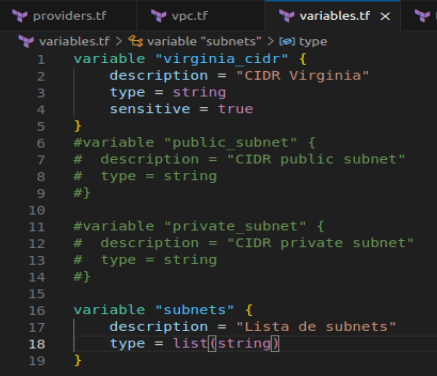 providers.tf vpc.tf variables.tf ×
variables.tf > variable "subnets" > type
1 variable "virginia_cidr" {
2 description = "CIDR Virginia"
3 type = string
4 sensitive = true
5 }
6 #variable "public_subnet" {
7 # description = "CIDR public subnet"
8 # type = string
9 #}
10
11 #variable "private_subnet" {
12 # description = "CIDR private subnet"
13 # type = string
14 #}
15
16 variable "subnets" {
17 description = "Lista de subnets"
18 type = list(string)
19 }